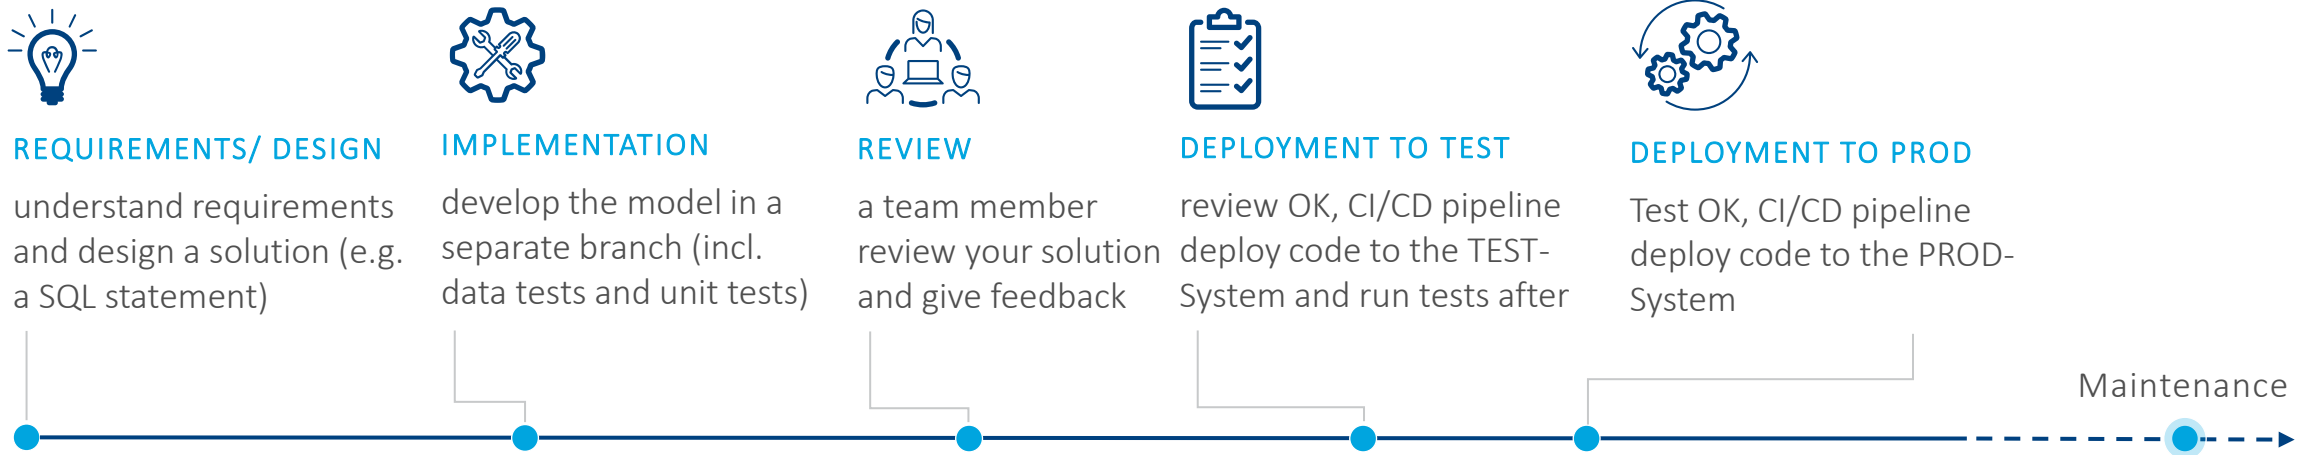 REQUIREMENTS/ DESIGN
understand requirements
and design a solution (e.g.
a SQL statement)
IMPLEMENTATION
develop the model in a
separate branch (incl.
data tests and unit tests)
REVIEW
a team member
review your solution
and give feedback
DEPLOYMENT TO TEST
review OK, CI/CD pipeline
deploy code to the TEST-
System and run tests after
DEPLOYMENT TO PROD
Test OK, CI/CD pipeline
deploy code to the PROD-
System
Maintenance